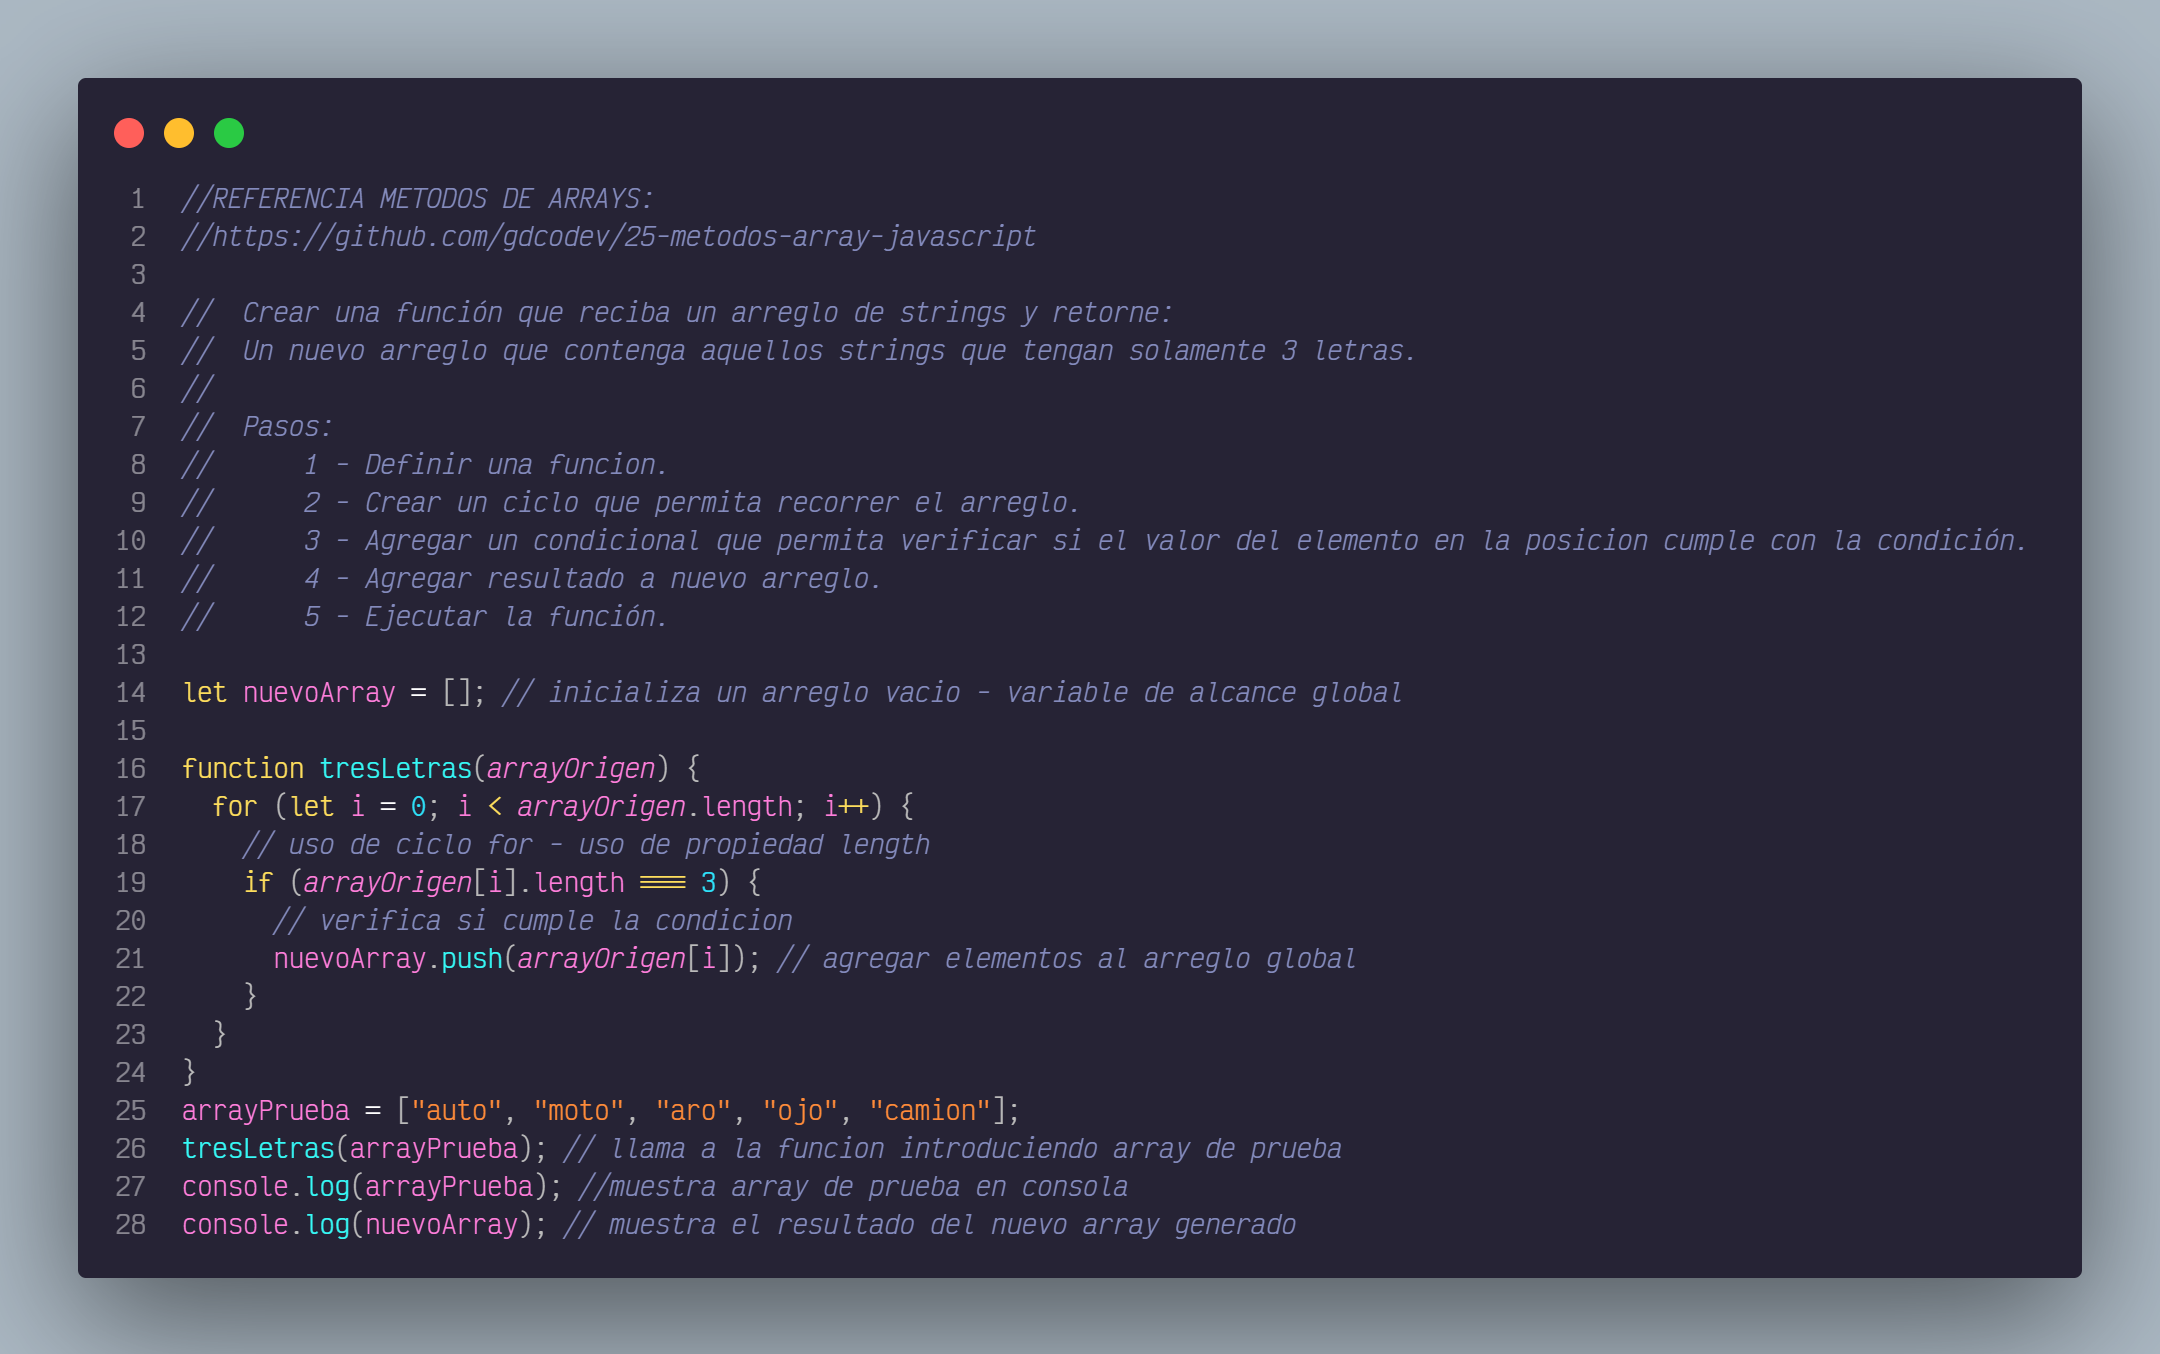 1 //REFERENCIA METODOS DE ARRAYS:
2 //https://github.com/gdcodev/25-metodos-array-javascript
3
4 //  Crear una función que reciba un arreglo de strings y retorne:
5 //  Un nuevo arreglo que contenga aquellos strings que tengan solamente 3 letras.
6 //
7 //  Pasos:
8 //      1 - Definir una funcion.
9 //      2 - Crear un ciclo que permita recorrer el arreglo.
10 //      3 - Agregar un condicional que permita verificar si el valor del elemento en la posicion cumple con la condición.
11 //      4 - Agregar resultado a nuevo arreglo.
12 //      5 - Ejecutar la función.
13
14 let nuevoArray = []; // inicializa un arreglo vacio - variable de alcance global
15
16 function tresLetras(arrayOrigen) {
17   for (let i = 0; i < arrayOrigen.length; i++) {
18     // uso de ciclo for - uso de propiedad length
19     if (arrayOrigen[i].length === 3) {
20       // verifica si cumple la condicion
21       nuevoArray.push(arrayOrigen[i]); // agregar elementos al arreglo global
22     }
23   }
24 }
25 arrayPrueba = ["auto", "moto", "aro", "ojo", "camion"];
26 tresLetras(arrayPrueba); // llama a la funcion introduciendo array de prueba
27 console.log(arrayPrueba); //muestra array de prueba en consola
28 console.log(nuevoArray); // muestra el resultado del nuevo array generado